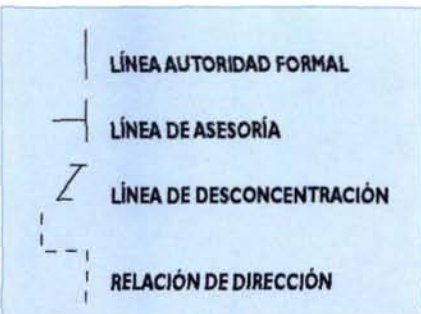 LÍNEA AUTORIDAD FORMAL
LÍNEA DE ASESORÍA
LÍNEA DE DESCONCENTRACIÓN
RELACIÓN DE DIRECCIÓN